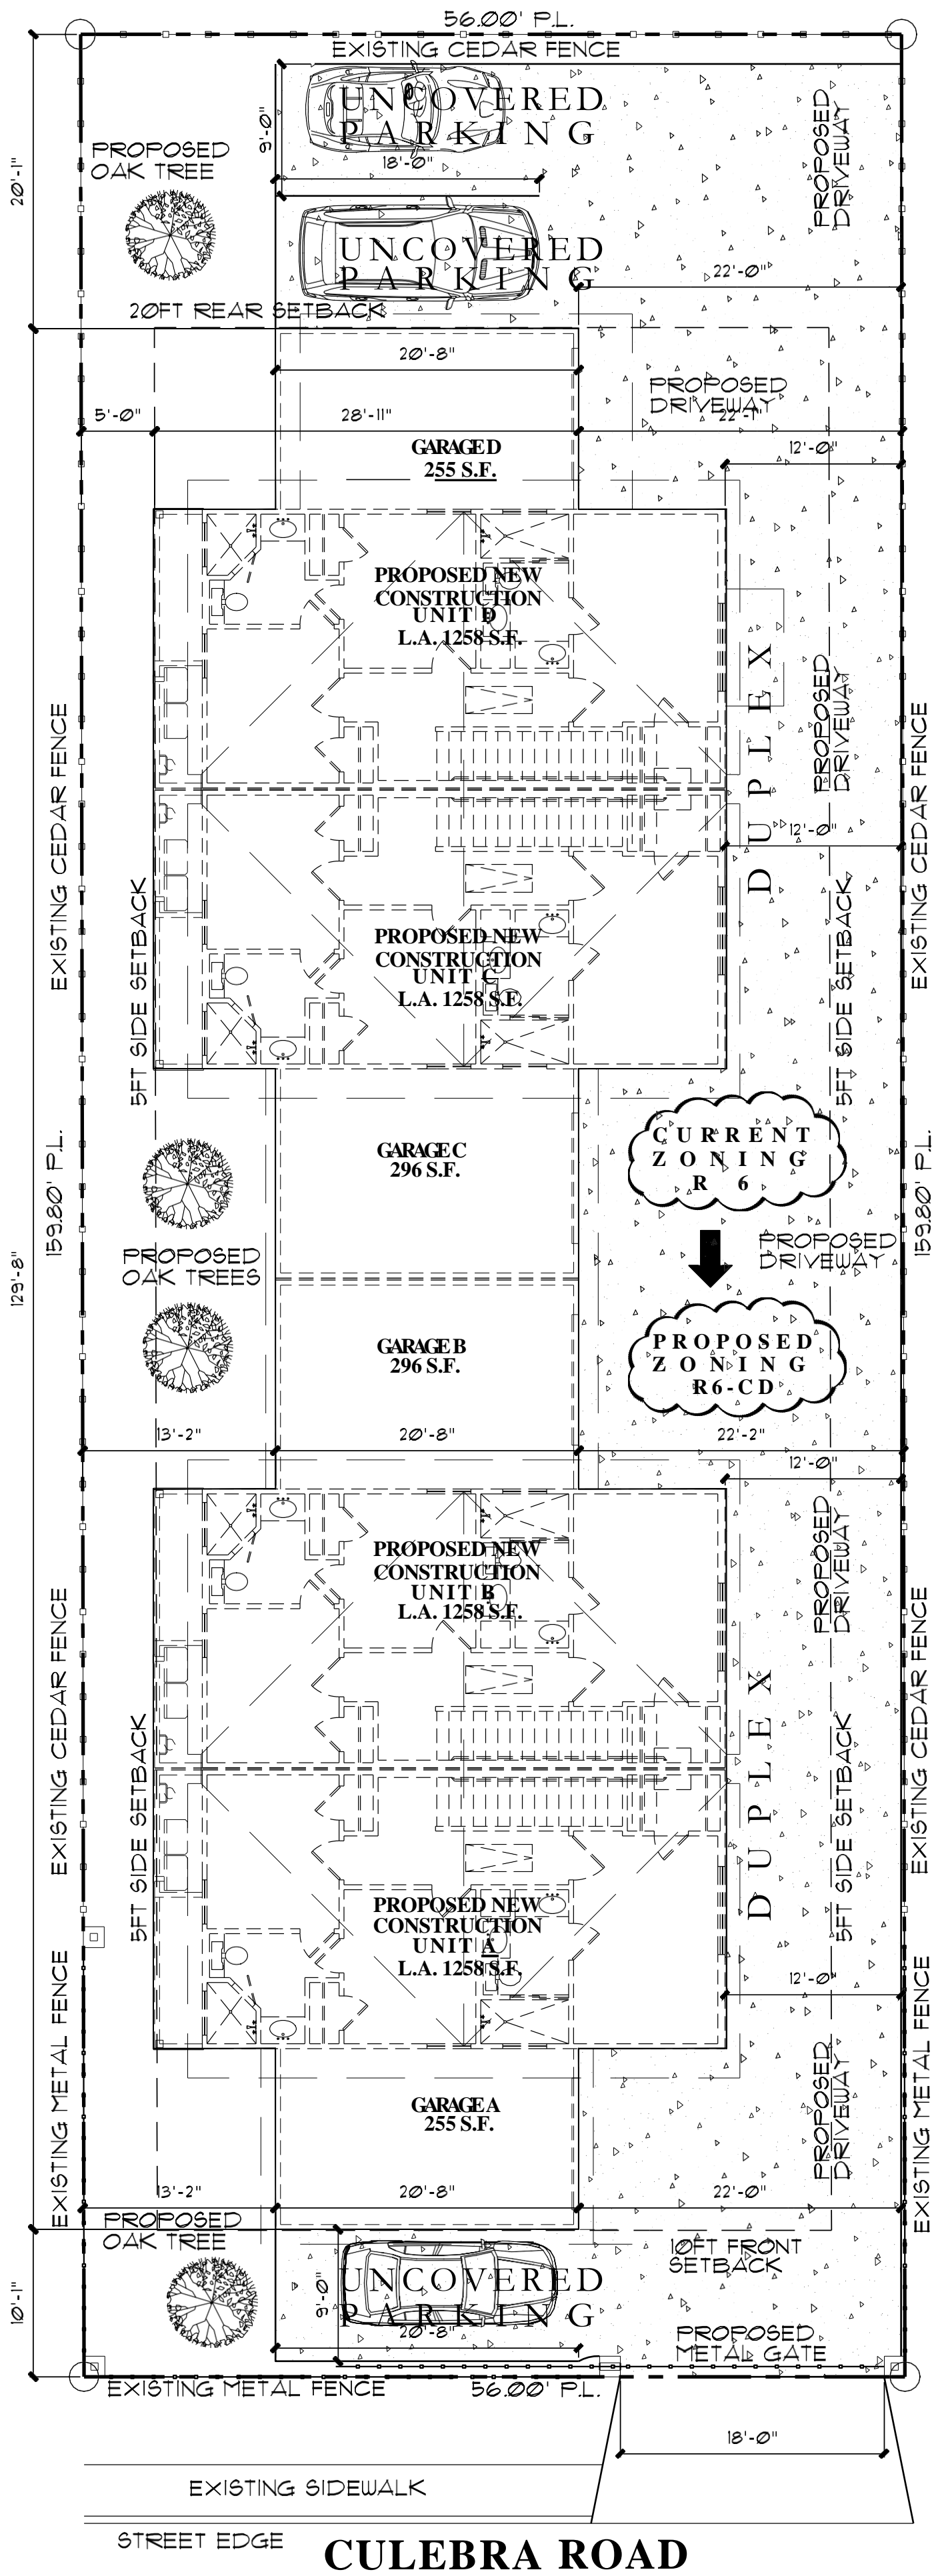 56.00' P.L.
EXISTING CEDAR FENCE
UNCOVERED
PARKING
9'-0"
18'-0"
PROPOSED
DRIVEWAY
PROPOSED
OAK TREE
20'-1"
UNCOVERED
PARKING
22'-0"
20FT REAR SETBACK
20'-8"
PROPOSED
DRIVEWAY
5'-0"
28'-11"
22'-1"
GARAGE D
255 S.F.
12'-0"
PROPOSED NEW
CONSTRUCTION
UNIT D
L.A. 1258 S.F.
DUPLEX
PROPOSED
DRIVEWAY
EXISTING CEDAR FENCE
EXISTING CEDAR FENCE
12'-0"
5FT SIDE SETBACK
5FT SIDE SETBACK
PROPOSED NEW
CONSTRUCTION
UNIT C
L.A. 1258 S.F.
CURRENT
ZONING
R 6
GARAGE C
296 S.F.
159.80' P.L.
159.80' P.L.
129'-8"
PROPOSED
OAK TREES
PROPOSED
DRIVEWAY
GARAGE B
296 S.F.
PROPOSED
ZONING
R6-CD
13'-2"
20'-8"
22'-2"
12'-0"
PROPOSED NEW
CONSTRUCTION
UNIT B
L.A. 1258 S.F.
PROPOSED
DRIVEWAY
EXISTING CEDAR FENCE
EXISTING CEDAR FENCE
5FT SIDE SETBACK
DUPLEX
5FT SIDE SETBACK
PROPOSED NEW
CONSTRUCTION
UNIT A
L.A. 1258 S.F.
12'-0"
EXISTING METAL FENCE
EXISTING METAL FENCE
PROPOSED
DRIVEWAY
GARAGE A
255 S.F.
13'-2"
20'-8"
22'-0"
PROPOSED
OAK TREE
10FT FRONT
SETBACK
10'-1"
9'-0"
UNCOVERED
PARKING
20'-8"
PROPOSED
METAL GATE
EXISTING METAL FENCE
56.00' P.L.
18'-0"
EXISTING SIDEWALK
STREET EDGE
CULEBRA ROAD